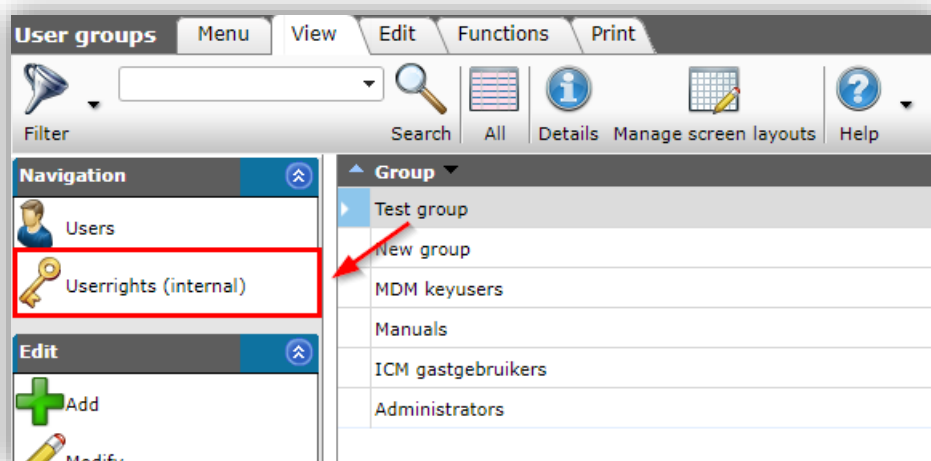 User groups Menu View Edit Functions Print
Filter Search All Details Manage screen layouts Help
Navigation
Users
Userrights (internal)
Edit
Add
Modify
Group
Test group
New group
MDM keyusers
Manuals
ICM gastgebruikers
Administrators